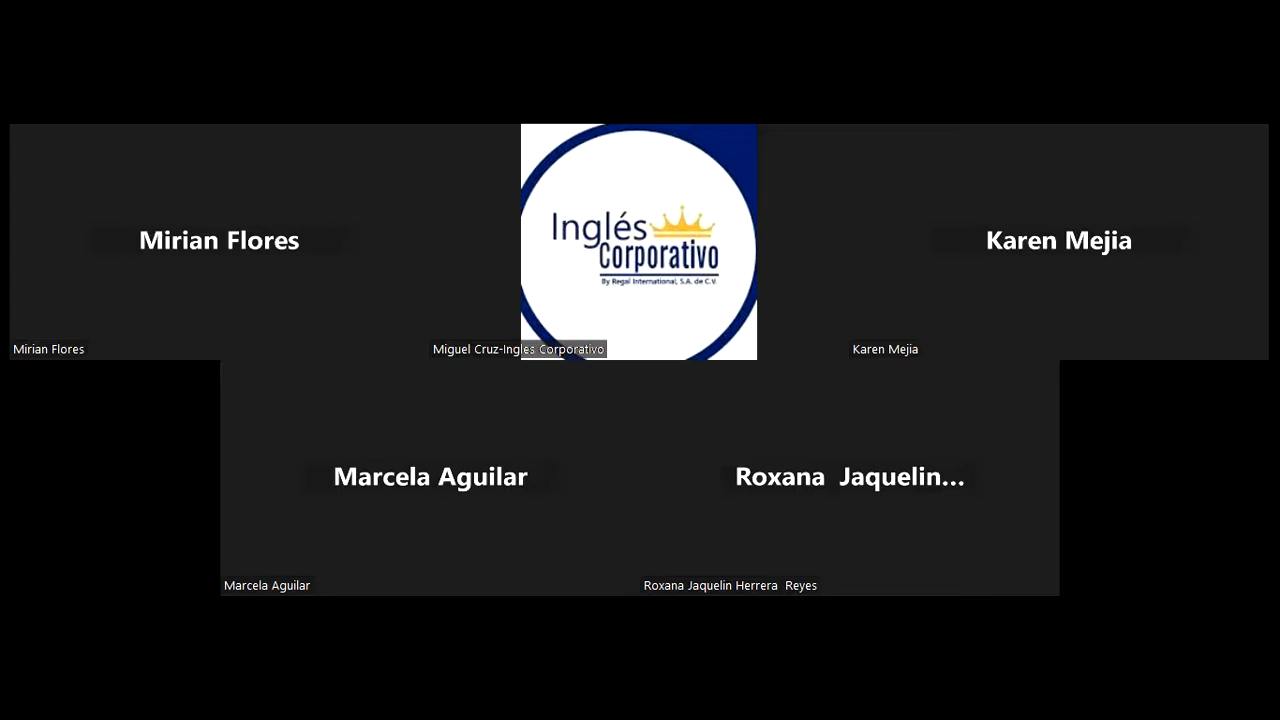 Mirian Flores
Inglés
Corporativo
By Regal International, S.A. de C.V.
Karen Mejia
Mirian Flores
Miguel Cruz-Ingles Corporativo
Karen Mejia
Marcela Aguilar
Roxana Jaquelin...
Marcela Aguilar
Roxana Jaquelin Herrera Reyes